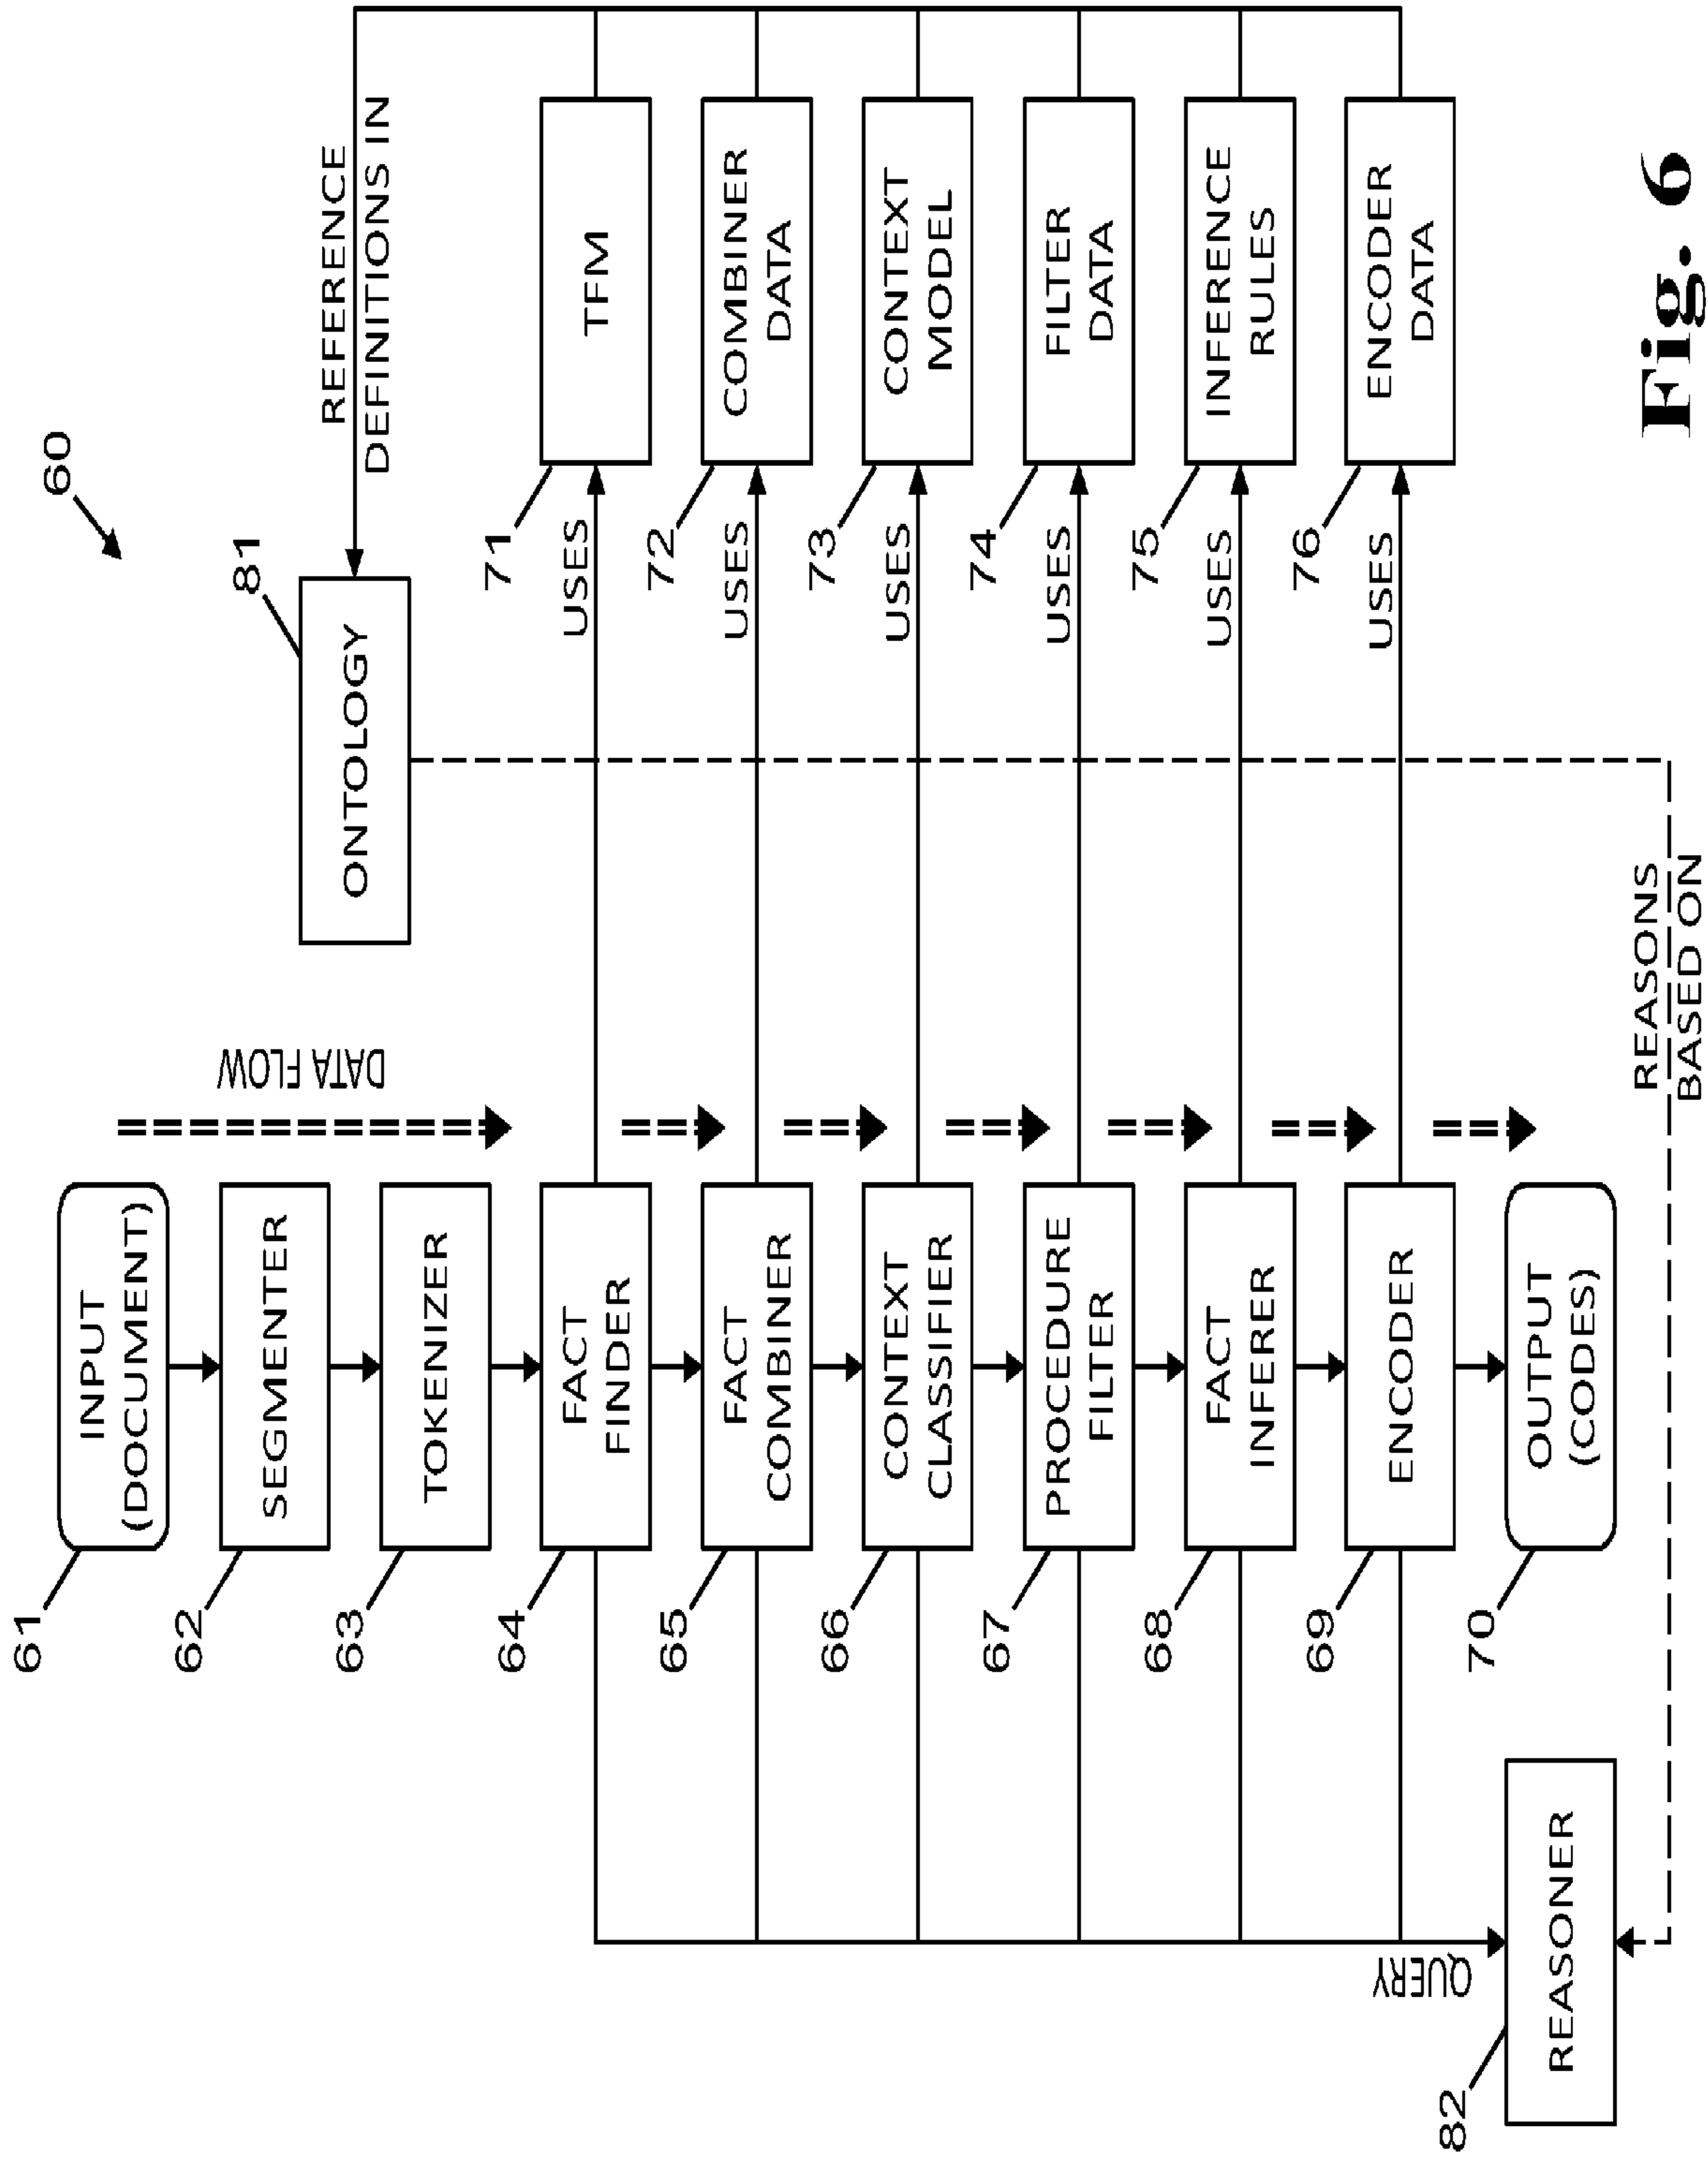 60
61
INPUT
(DOCUMENT)
62
SEGMENTER
63
TOKENIZER
DATA FLOW
81
ONTOLOGY
REFERENCE
DEFINITIONS IN
64
FACT
FINDER
USES
71
TFM
65
FACT
COMBINER
USES
72
COMBINER
DATA
66
CONTEXT
CLASSIFIER
USES
73
CONTEXT
MODEL
67
PROCEDURE
FILTER
USES
74
FILTER
DATA
68
FACT
INFERER
USES
75
INFERENCE
RULES
69
ENCODER
USES
76
ENCODER
DATA
QUERY
82
REASONER
70
OUTPUT
(CODES)
REASONS
BASED ON
Fig. 6